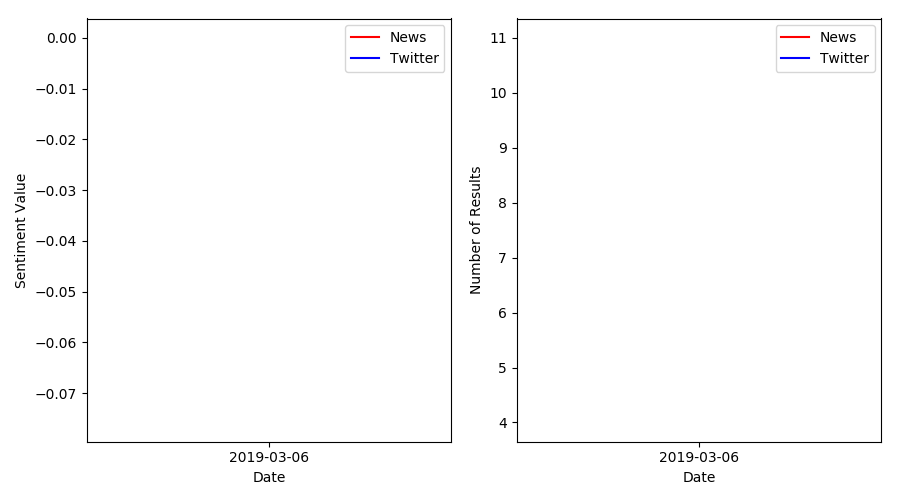 0.00
−0.01
−0.02
−0.03
−0.04
−0.05
−0.06
−0.07
Sentiment Value
2019-03-06
Date
News
Twitter
11
10
9
8
7
6
5
4
Number of Results
2019-03-06
Date
News
Twitter